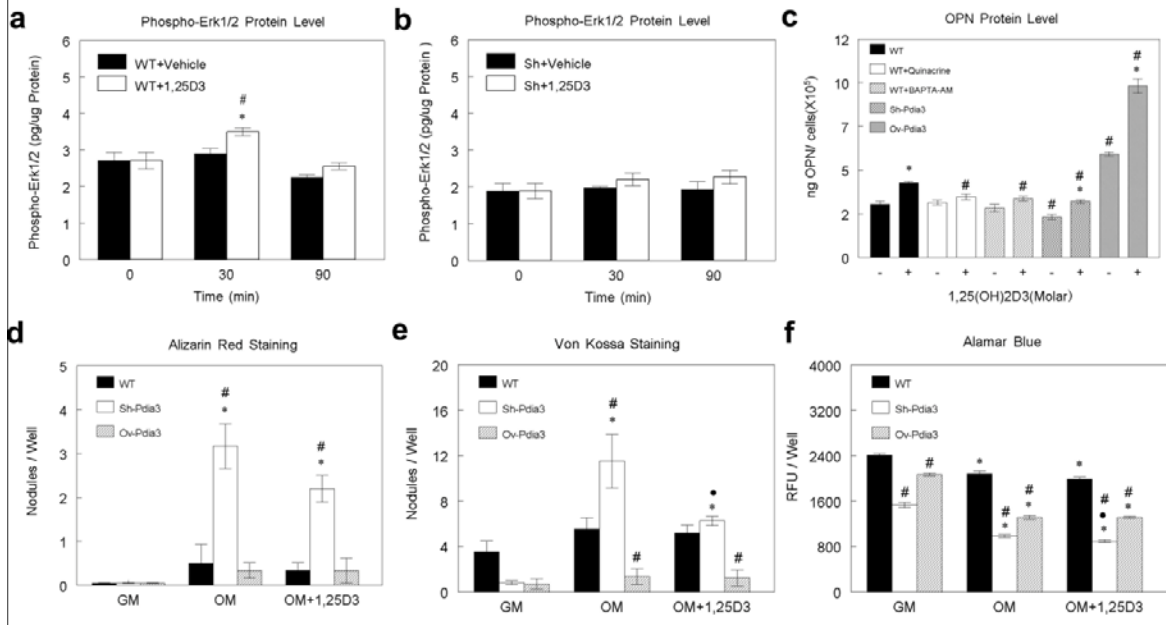 a
Phospho-Erk1/2 Protein Level
Phospho-Erk1/2 (pg/ug Protein)
6
5
4
3
2
1
0
WT+Vehicle
WT+1,25D3
#
*
0 30 90
Time (min)
b
Phospho-Erk1/2 Protein Level
Phospho-Erk1/2 (pg/ug Protein )
6
5
4
3
2
1
0
Sh+Vehicle
Sh+1,25D3
0 30 90
Time (min)
c
OPN Protein Level
ng OPN/ cells(X10⁵)
12
10
7
5
2
0
WT
WT+Quinacrine
WT+BAPTA-AM
Sh-Pdia3
Ov-Pdia3
* # # # # * # # *
- + - + - + - + - +
1,25(OH)2D3(Molar)
d
Alizarin Red Staining
Nodules / Well
5
4
3
2
1
0
WT
Sh-Pdia3
Ov-Pdia3
# #
* *
GM OM OM+1,25D3
e
Von Kossa Staining
Nodules / Well
20
16
12
8
4
0
WT
Sh-Pdia3
Ov-Pdia3
#
*
#
•
*
#
GM OM OM+1,25D3
f
Alamar Blue
RFU / Well
4000
3200
2400
1600
800
0
WT
Sh-Pdia3
Ov-Pdia3
# #
* # * # *
* # • * # *
GM OM OM+1,25D3